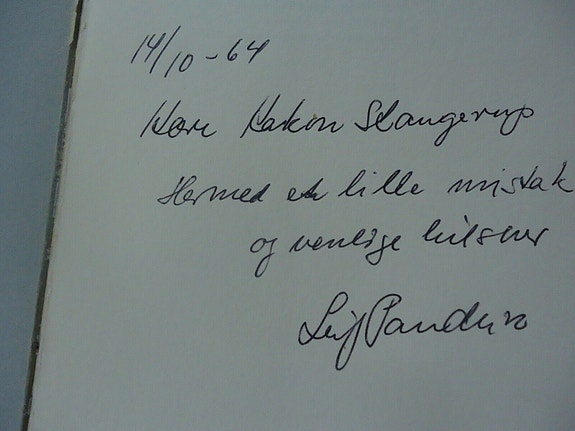 14/10-64
Kære Hakon Stangerup
Hermed et lille mistak
og venlige hilsner
Leif Panduro